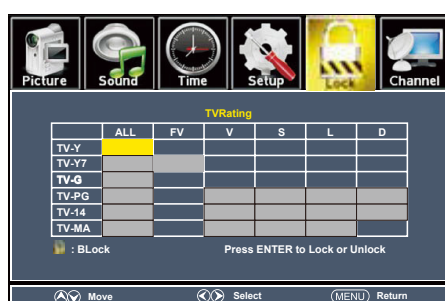 Picture Sound Time Setup Lock Channel
TVRating
ALL FV V S L D
TV-Y
TV-Y7
TV-G
TV-PG
TV-14
TV-MA
: BLock Press ENTER to Lock or Unlock
Move Select MENU Return